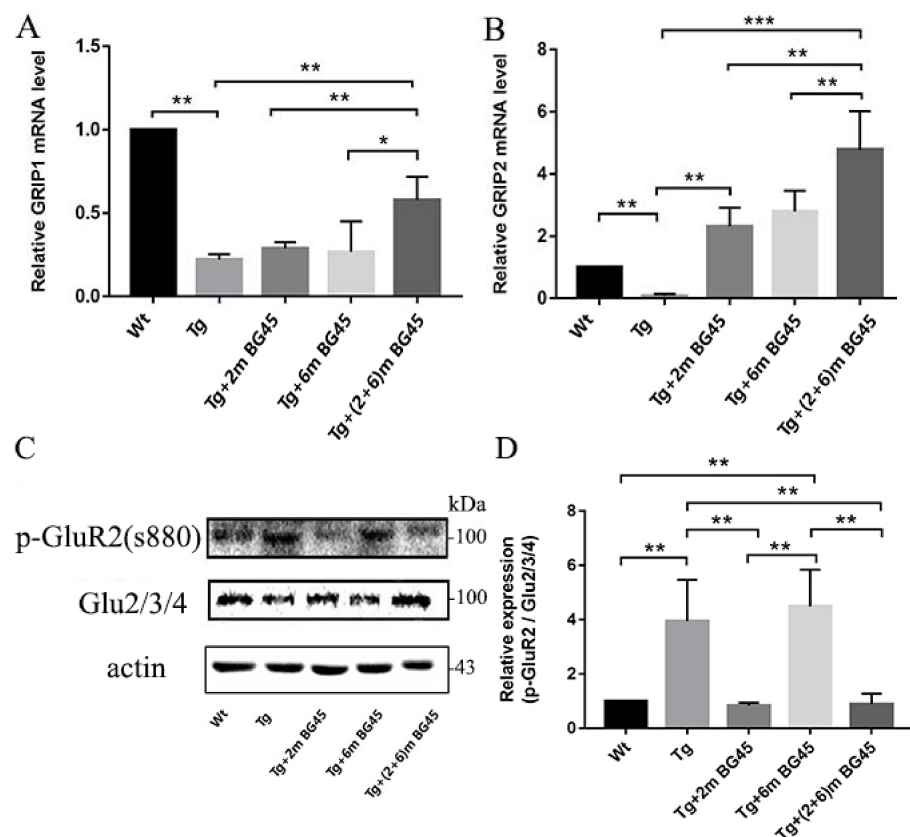 A
Relative GRIP1 mRNA level
1.5
1.0
0.5
0.0
**
**
**
*
Wt
Tg
Tg+2m BG45
Tg+6m BG45
Tg+(2+6)m BG45
B
Relative GRIP2 mRNA level
8
6
4
2
0
***
**
**
**
**
Wt
Tg
Tg+2m BG45
Tg+6m BG45
Tg+(2+6)m BG45
C
kDa
p-GluR2(s880)
-100
Glu2/3/4
-100
actin
-43
Wt
Tg
Tg+2m BG45
Tg+6m BG45
Tg+(2+6)m BG45
D
Relative expression
(p-GluR2 / Glu2/3/4)
8
6
4
2
0
**
**
**
**
**
**
Wt
Tg
Tg+2m BG45
Tg+6m BG45
Tg+(2+6)m BG45